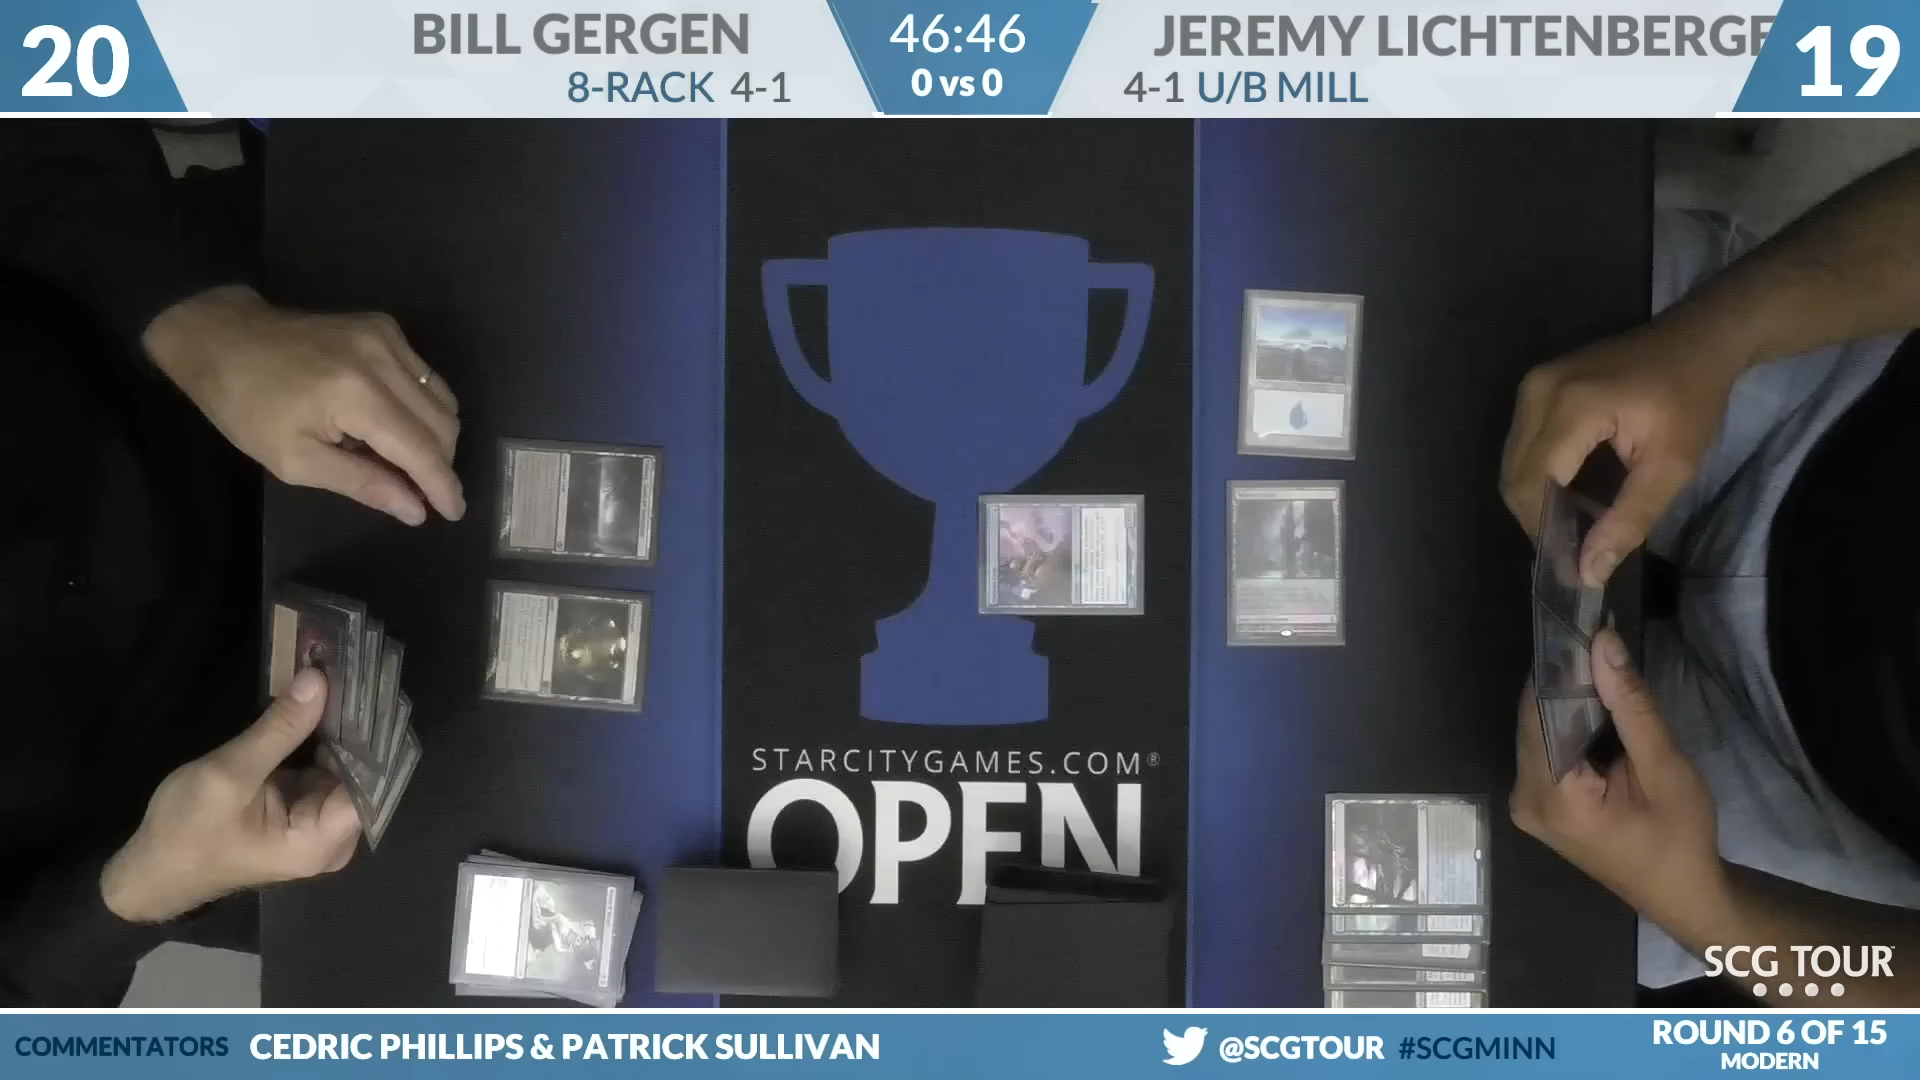 20
BILL GERGEN
8-RACK 4-1
46:46
0 vs 0
JEREMY LICHTENBERGE
4-1 U/B MILL
19
STARCITYGAMES.COM®
OPEN
SCG TOUR™
COMMENTATORS CEDRIC PHILLIPS & PATRICK SULLIVAN
@SCGTOUR #SCGMINN
ROUND 6 OF 15
MODERN